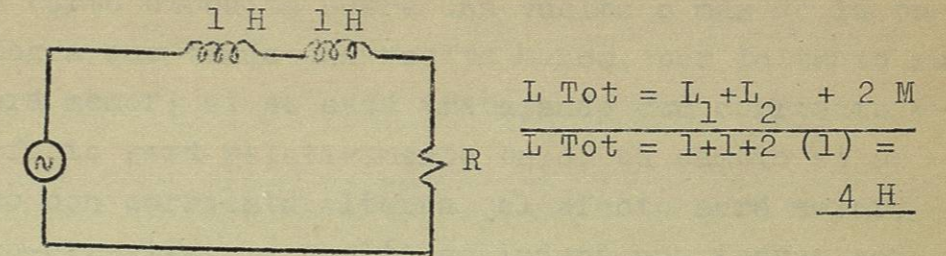 1 H 1 H
L Tot = L₁+L₂ + 2 M
L Tot = 1+1+2 (1) =
R
4 H